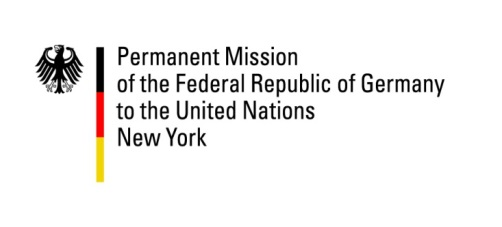 Permanent Mission
of the Federal Republic of Germany
to the United Nations
New York